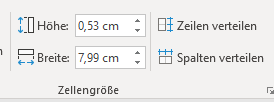 Höhe: 0,53 cm Zeilen verteilen
Breite: 7,99 cm Spalten verteilen
Zellengröße